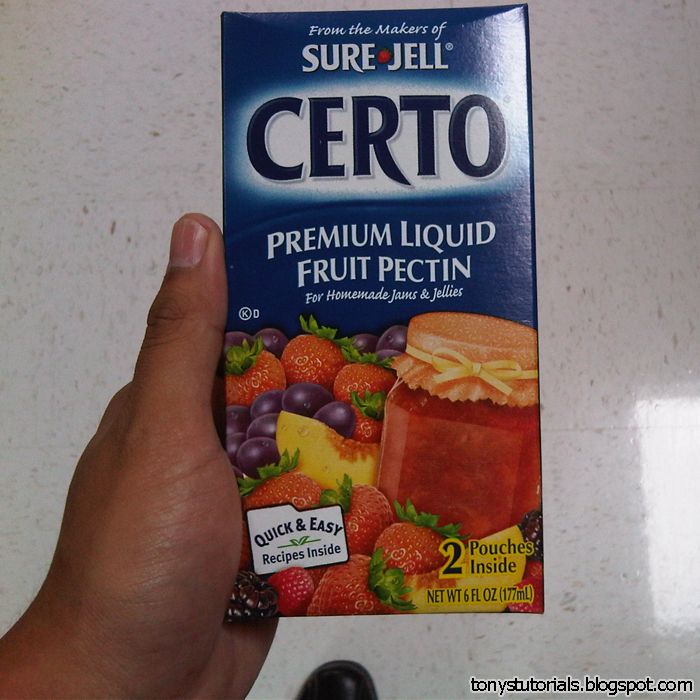 From the Makers of
SURE JELL®
CERTO®
PREMIUM LIQUID
FRUIT PECTIN
For Homemade Jams & Jellies
K D
QUICK & EASY
Recipes Inside
2 Pouches
Inside
NET WT 6 FL OZ (177mL)
tonystutorials.blogspot.com